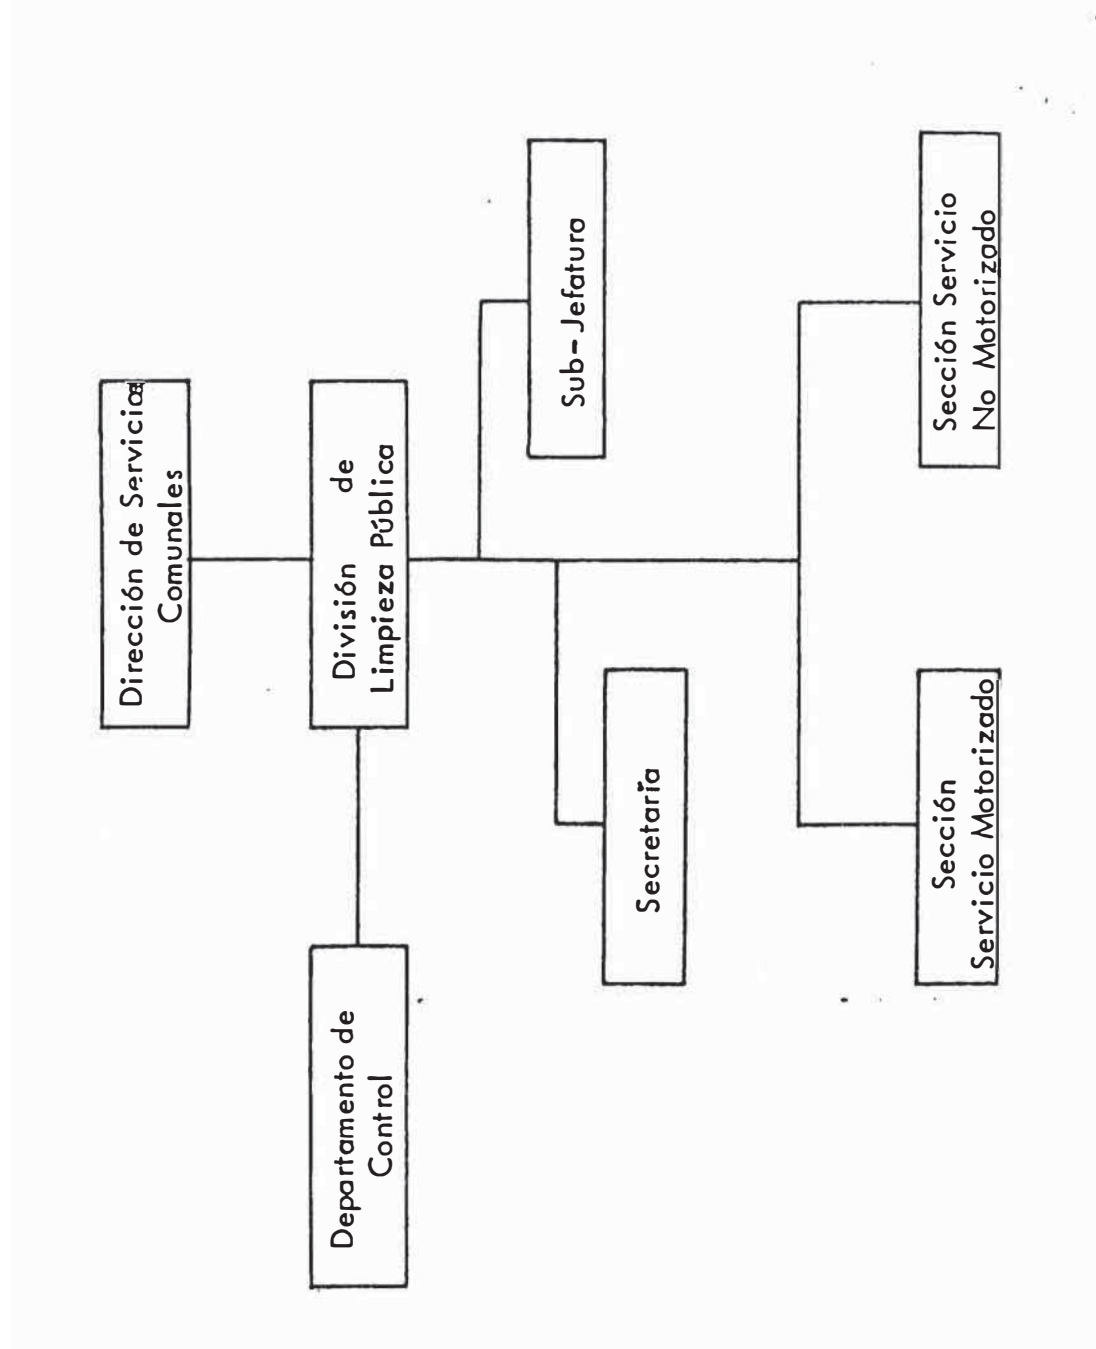 Dirección de Servicios
Comunales
Departamento de
Control
División de
Limpieza Pública
Sub-Jefatura
Secretaría
Sección
Servicio Motorizado
Sección Servicio
No Motorizado